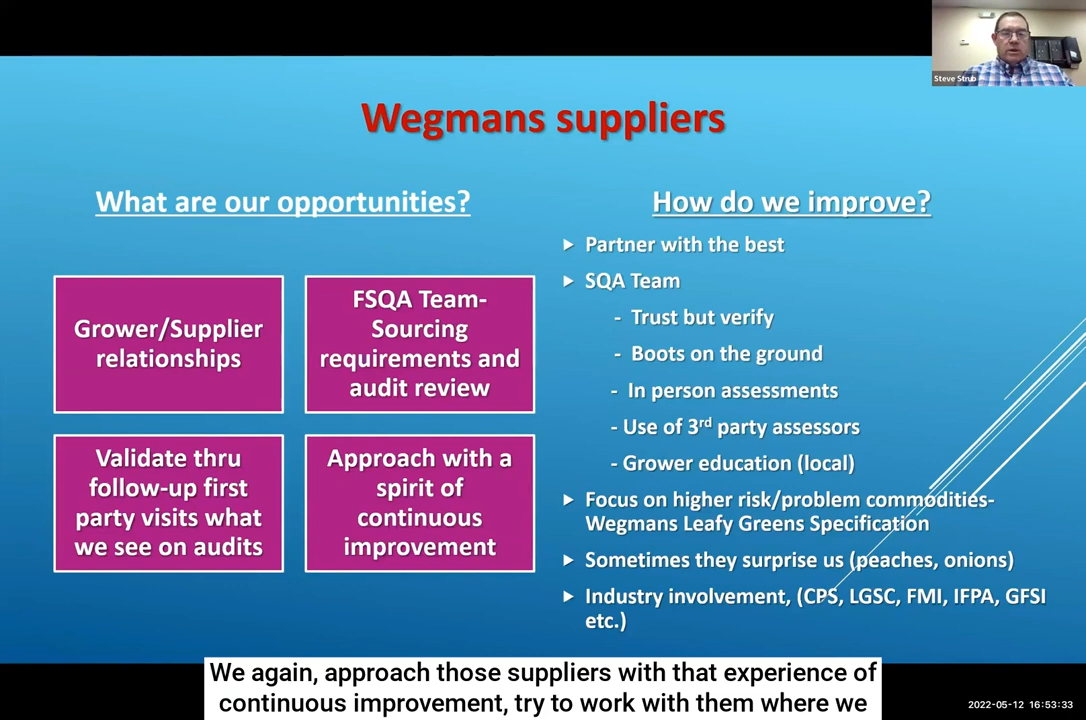 Steve Strub
Wegmans suppliers
What are our opportunities?
Grower/Supplier
relationships
FSQA Team-
Sourcing
requirements and
audit review
Validate thru
follow-up first
party visits what
we see on audits
Approach with a
spirit of
continuous
improvement
How do we improve?
Partner with the best
SQA Team
- Trust but verify
- Boots on the ground
- In person assessments
- Use of 3rd party assessors
- Grower education (local)
Focus on higher risk/problem commodities-
Wegmans Leafy Greens Specification
Sometimes they surprise us (peaches, onions)
Industry involvement, (CPS, LGSC, FMI, IFPA, GFSI
etc.)
We again, approach those suppliers with that experience of
continuous improvement, try to work with them where we
2022-05-12 16:53:33